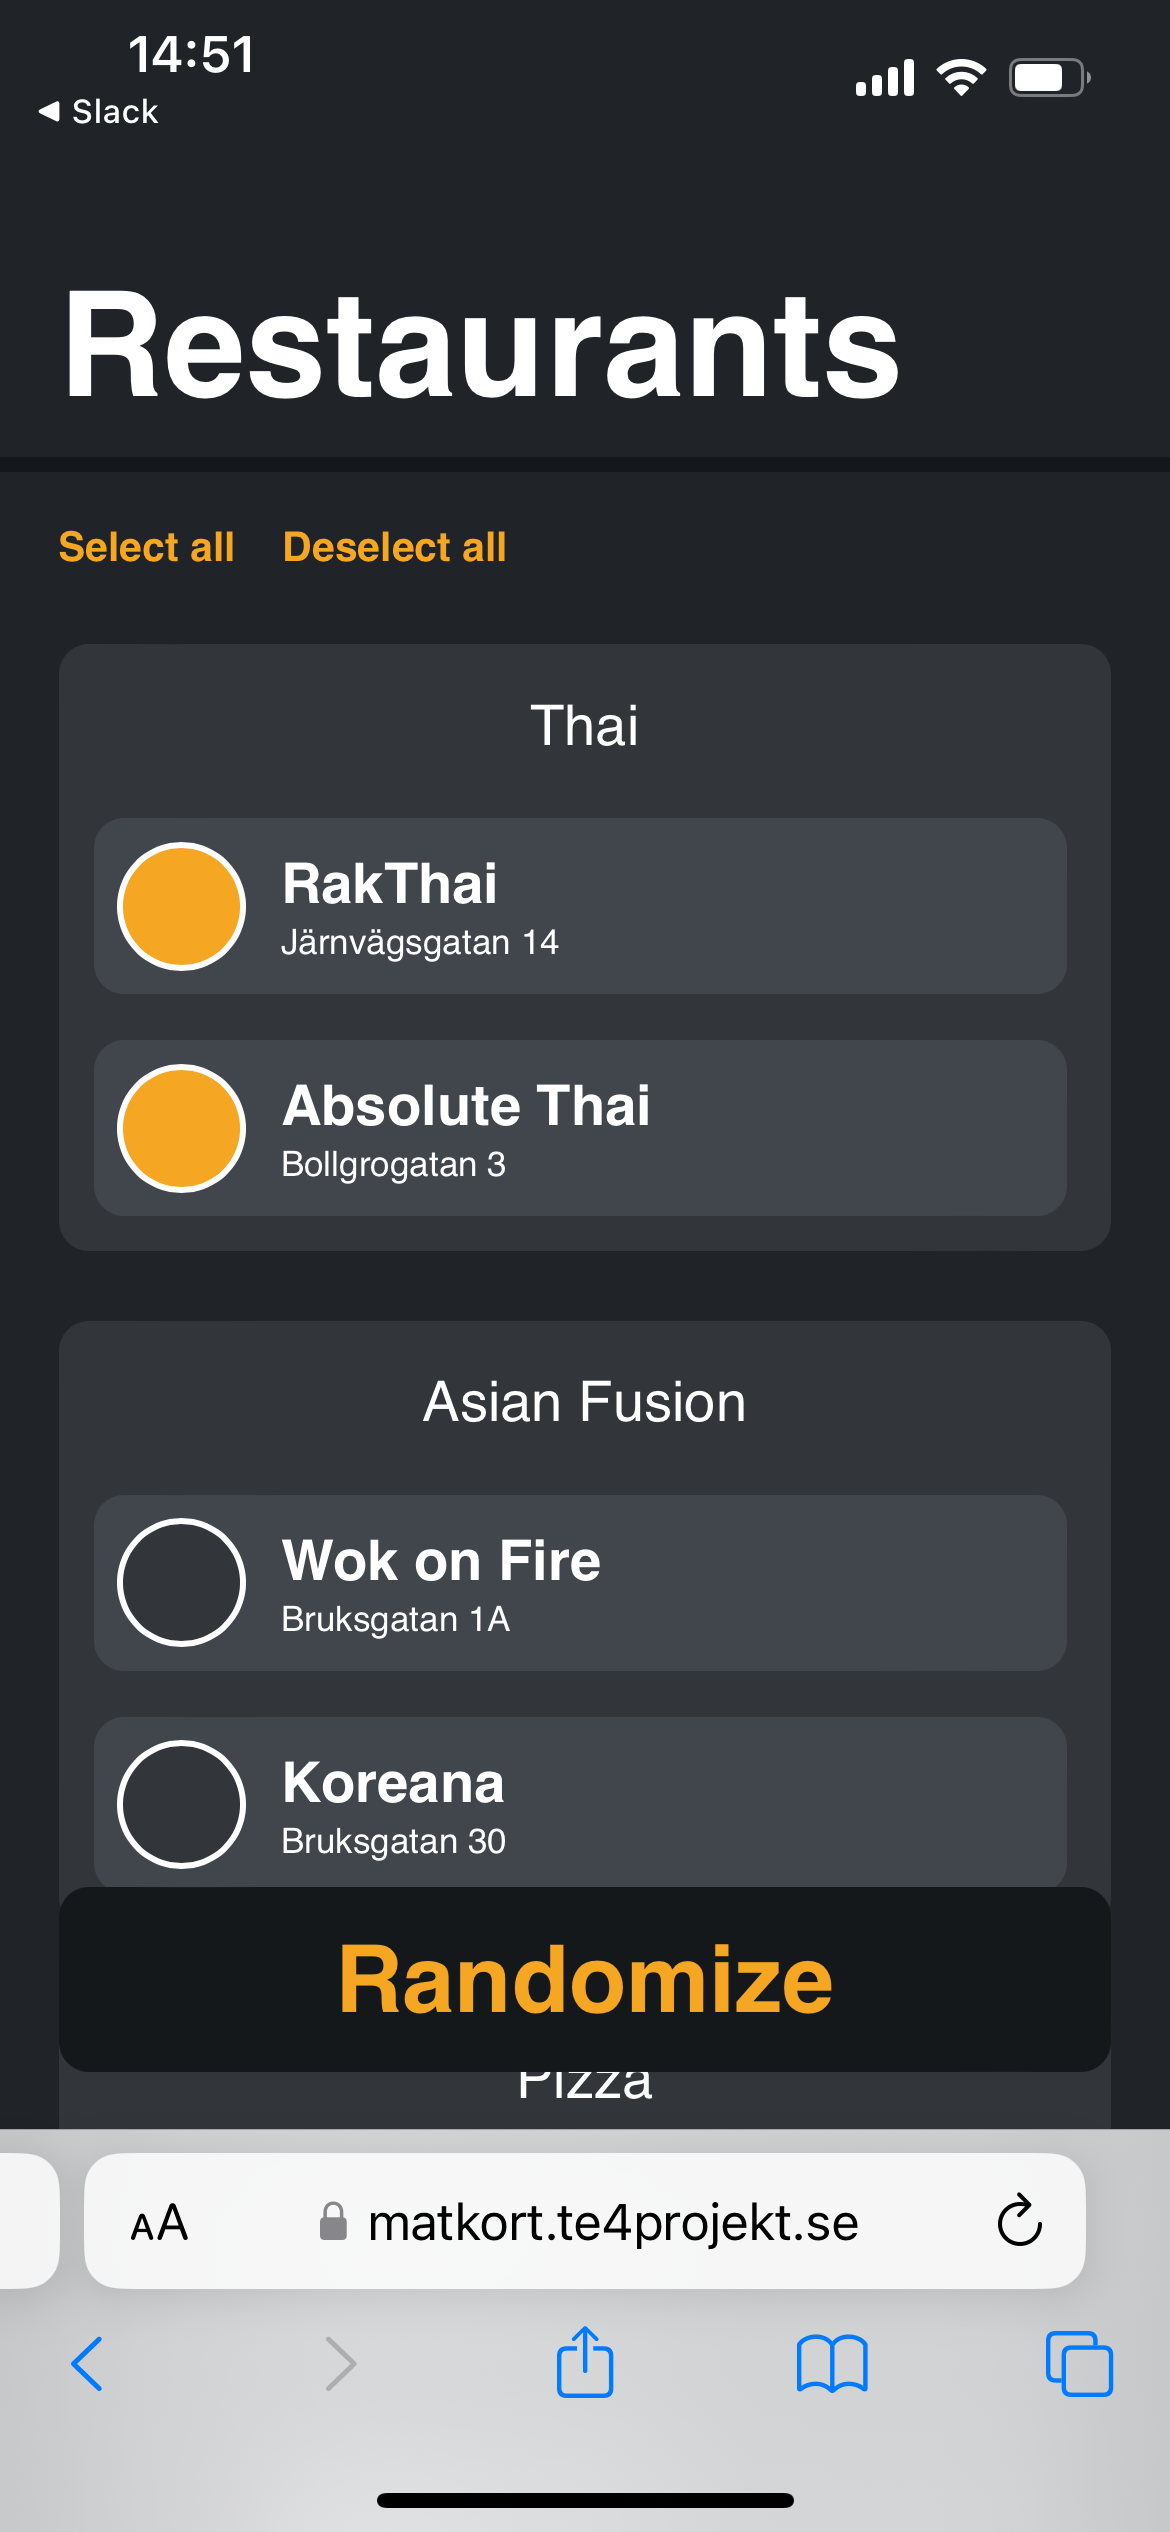 14:51
Slack
Restaurants
Select all Deselect all
Thai
RakThai
Järnvägsgatan 14
Absolute Thai
Bollgrogatan 3
Asian Fusion
Wok on Fire
Bruksgatan 1A
Koreana
Bruksgatan 30
Randomize
Pizza
AA matkort.te4projekt.se